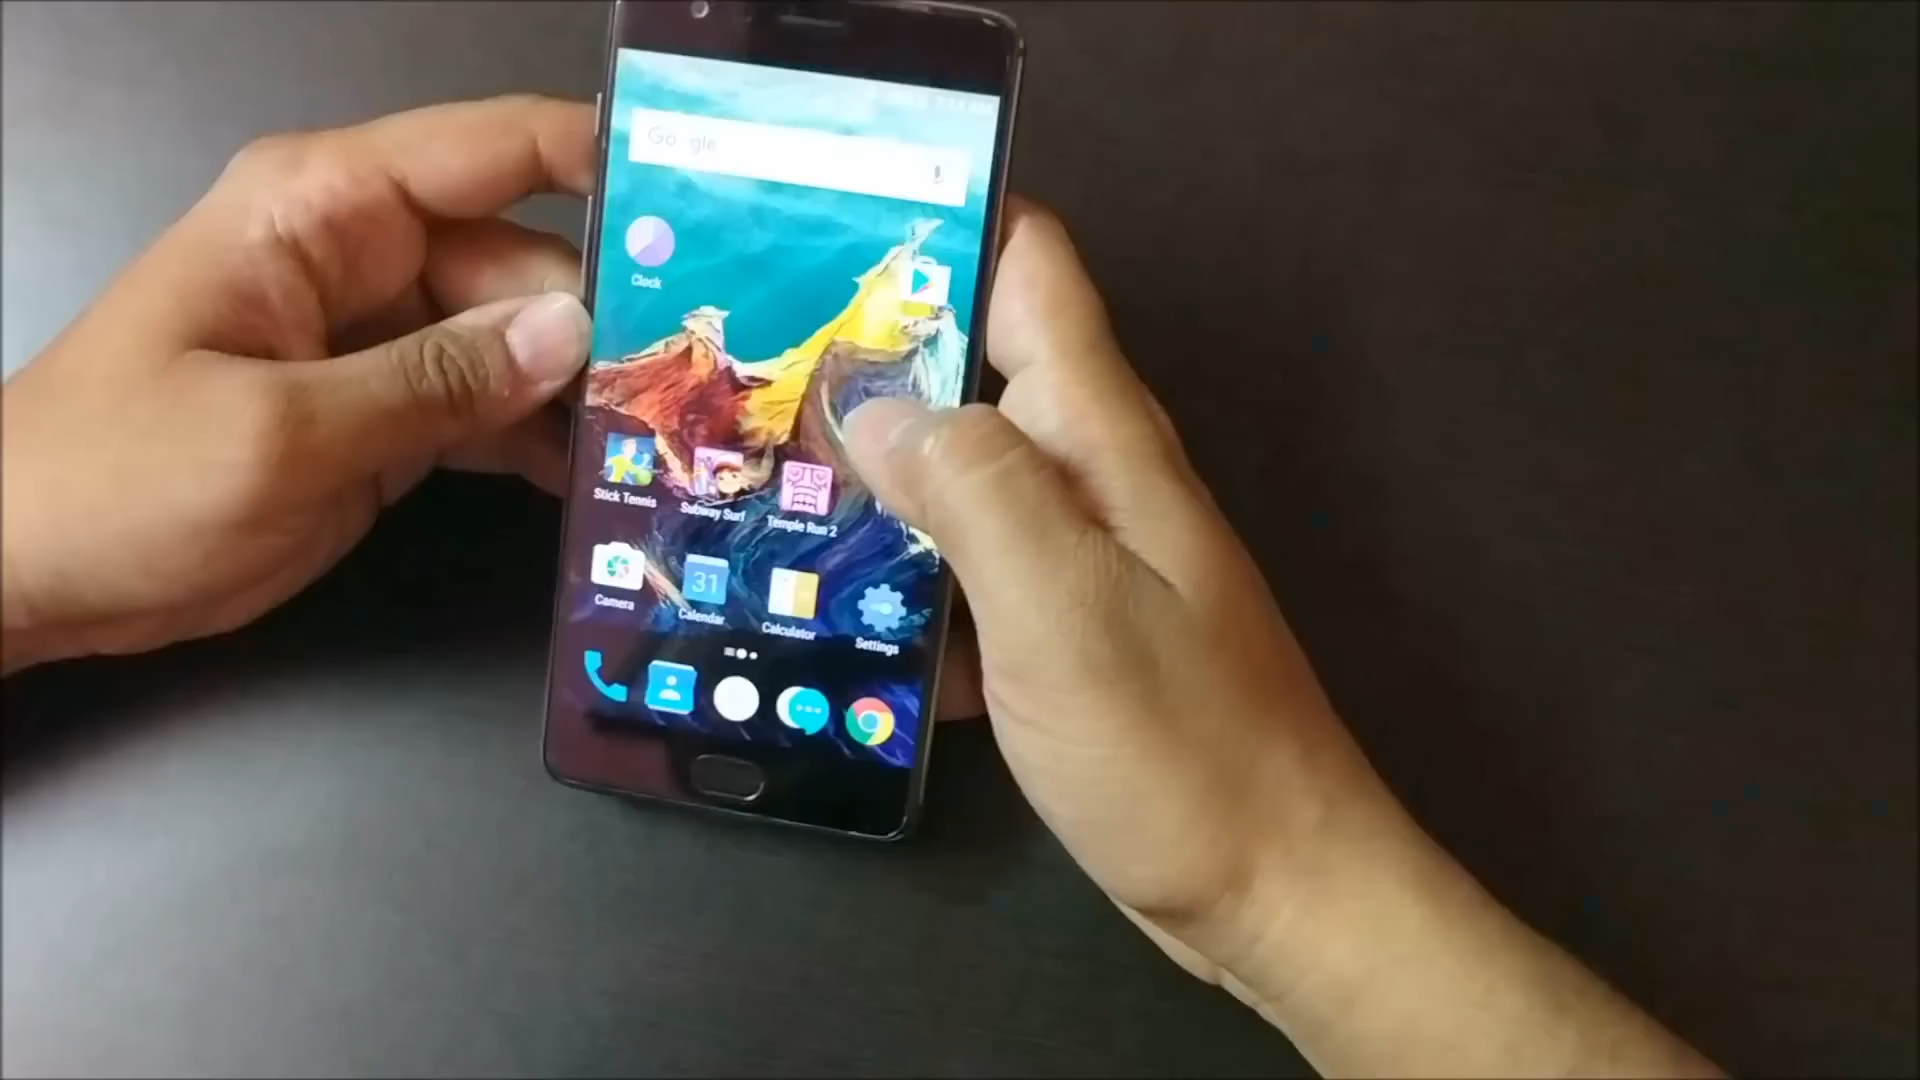 Google
Clock
Stick Tennis
Subway Surf
Temple Run 2
Camera
31
Calendar
Calculator
Settings